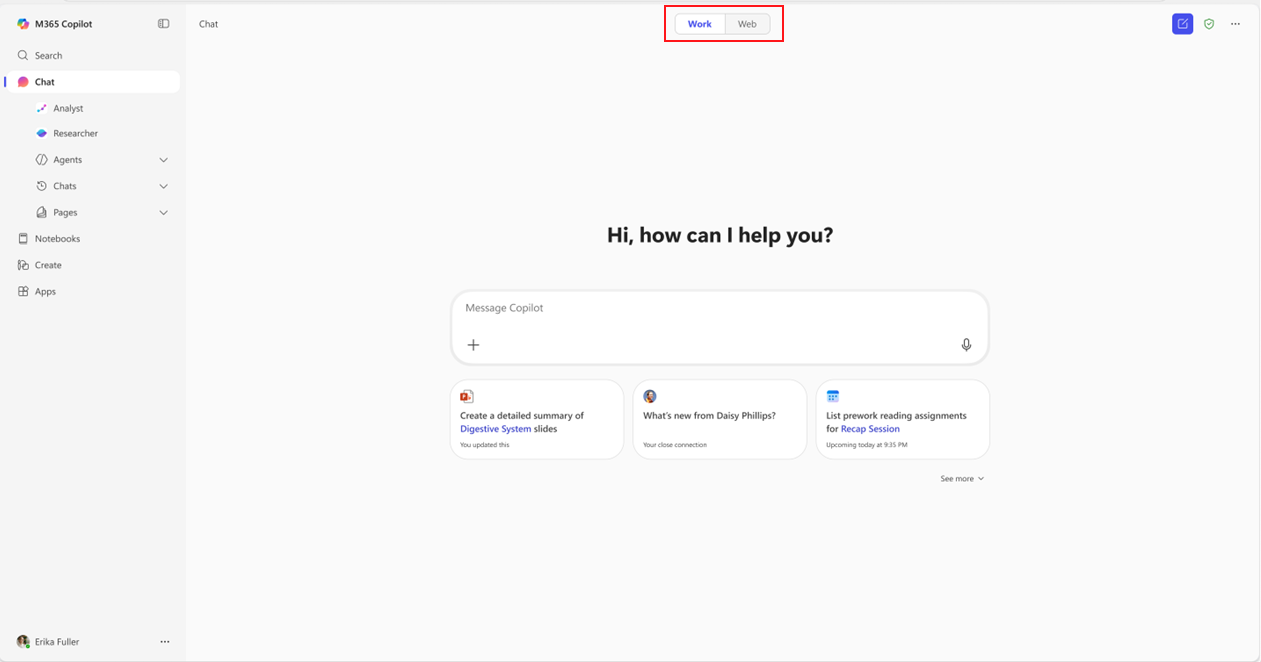 M365 Copilot
Search
Chat
Analyst
Researcher
Agents
Chats
Pages
Notebooks
Create
Apps
Erika Fuller
Chat
Work
Web
Hi, how can I help you?
Message Copilot
Create a detailed summary of
Digestive System slides
You updated this
What's new from Daisy Phillips?
Your close connection
List prework reading assignments
for Recap Session
Upcoming today at 9:35 PM
See more